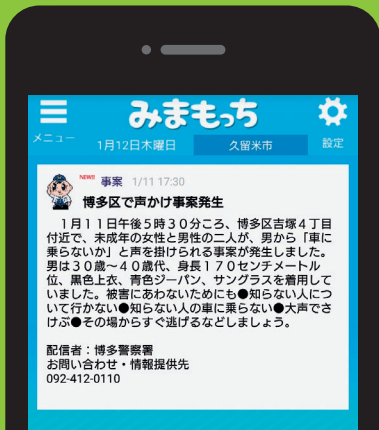 みまもっち
メニュー
設定
1月12日木曜日
久留米市
NEW!! 事案 1/11 17:30
博多区で声かけ事案発生
　1月11日午後5時30分ころ、博多区吉塚4丁目
付近で、未成年の女性と男性の二人が、男から「車に
乗らないか」と声を掛けられる事案が発生しました。
男は30歳～40歳代、身長170センチメートル
位、黒色上衣、青色ジーパン、サングラスを着用して
いました。被害にあわないためにも●知らない人につ
いて行かない●知らない人の車に乗らない●大声でさ
けぶ●その場からすぐ逃げるなどしましょう。
配信者：博多警察署
お問い合わせ・情報提供先
092-412-0110